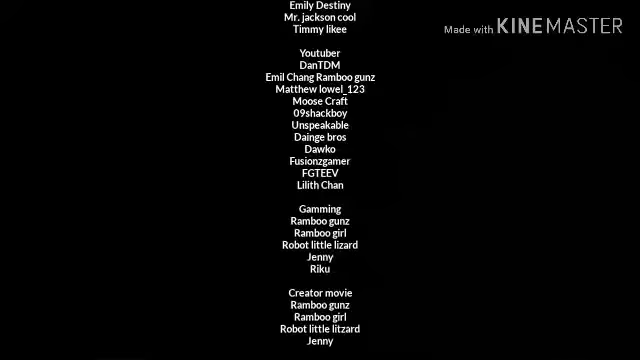 Emily Destiny
Mr. jackson cool
Timmy likee
Made with KINEMASTER
Youtuber
DanTDM
Emil Chang Ramboo gunz
Matthew lowel_123
Moose Craft
09shackboy
Unspeakable
Dainge bros
Dawko
Fusionzgamer
FGTEEV
Lilith Chan
Gamming
Ramboo gunz
Ramboo girl
Robot little lizard
Jenny
Riku
Creator movie
Ramboo gunz
Ramboo girl
Robot little litzard
Jenny